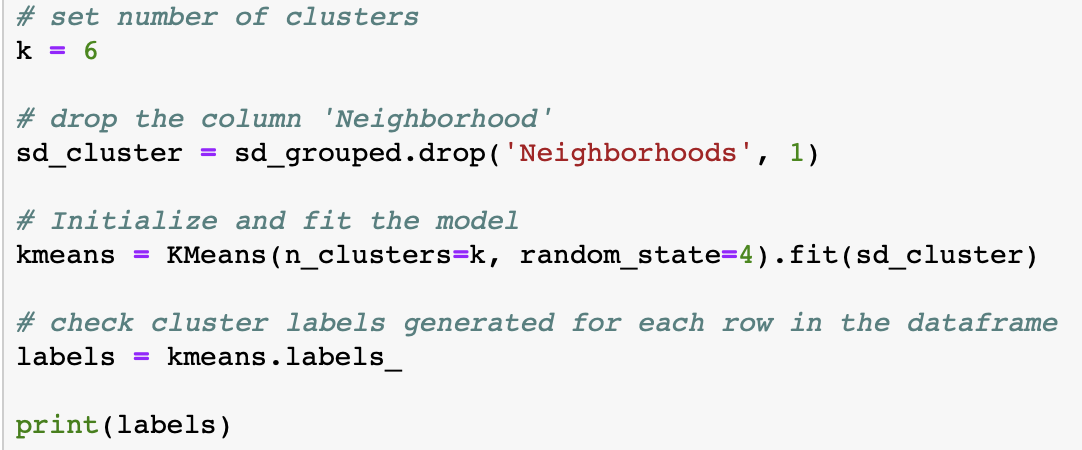 # set number of clusters
k = 6
# drop the column 'Neighborhood'
sd_cluster = sd_grouped.drop('Neighborhoods', 1)
# Initialize and fit the model
kmeans = KMeans(n_clusters=k, random_state=4).fit(sd_cluster)
# check cluster labels generated for each row in the dataframe
labels = kmeans.labels_
print(labels)